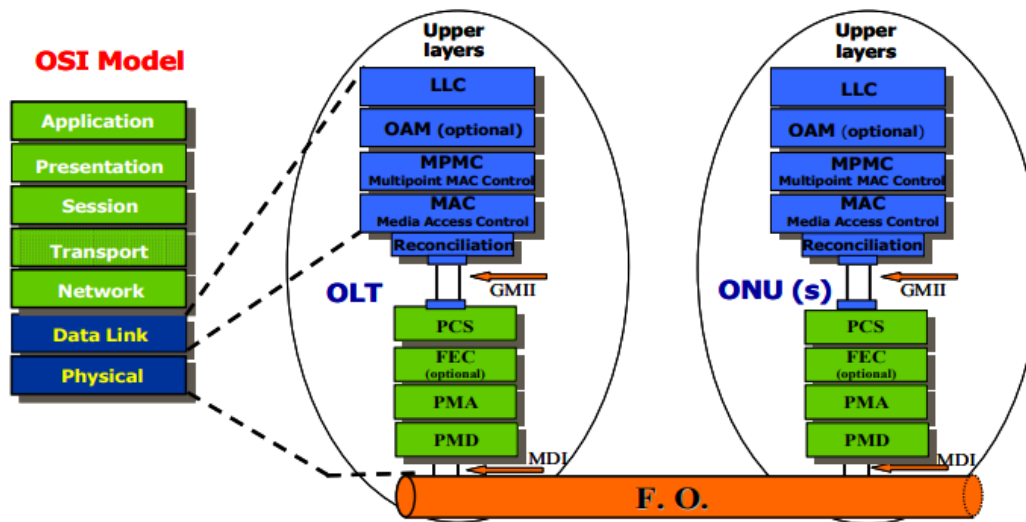 OSI Model
Application
Presentation
Session
Transport
Network
Data Link
Physical
Upper
layers
LLC
OAM (optional)
MPMC
Multipoint MAC Control
MAC
Media Access Control
Reconciliation
GMII
OLT
PCS
FEC
(optional)
PMA
PMD
MDI
Upper
layers
LLC
OAM (optional)
MPMC
Multipoint MAC Control
MAC
Media Access Control
Reconciliation
GMII
ONU (s)
PCS
FEC
(optional)
PMA
PMD
MDI
F. O.